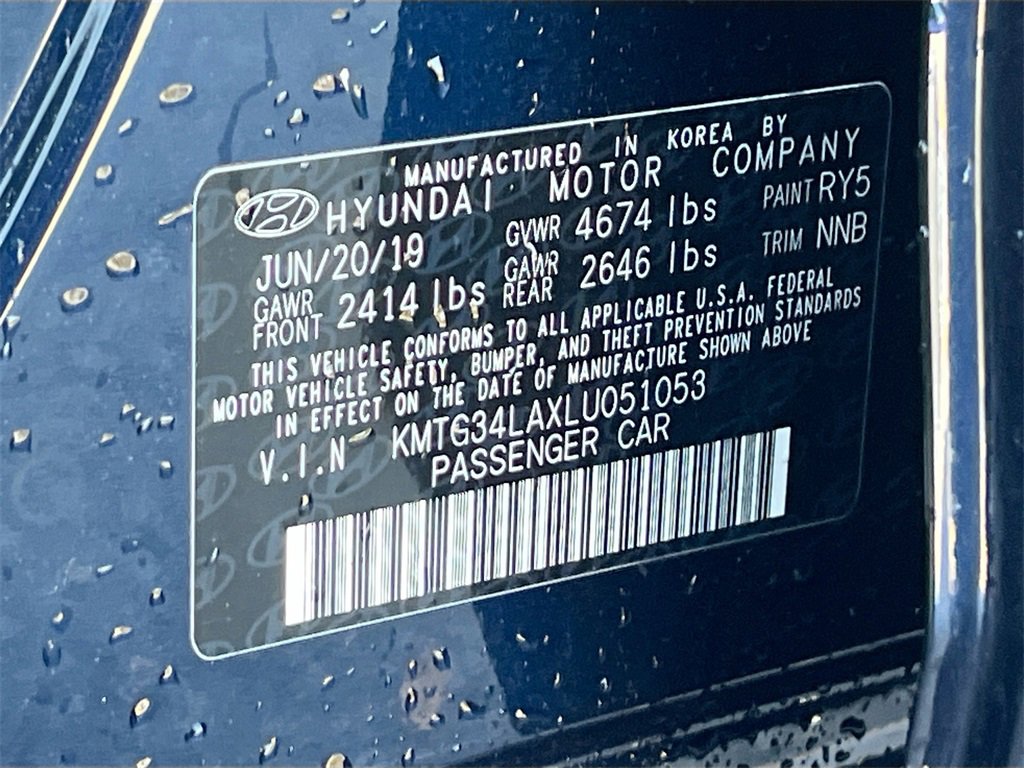 MANUFACTURED IN KOREA BY
HYUNDAI MOTOR COMPANY
JUN/20/19 GVWR 4674 lbs PAINT RY5
GAWR FRONT 2414 lbs GAWR REAR 2646 lbs TRIM NNB
THIS VEHICLE CONFORMS TO ALL APPLICABLE U.S.A. FEDERAL
MOTOR VEHICLE SAFETY, BUMPER, AND THEFT PREVENTION STANDARDS
IN EFFECT ON THE DATE OF MANUFACTURE SHOWN ABOVE
V.I.N KMTG34LAXLU051053
PASSENGER CAR